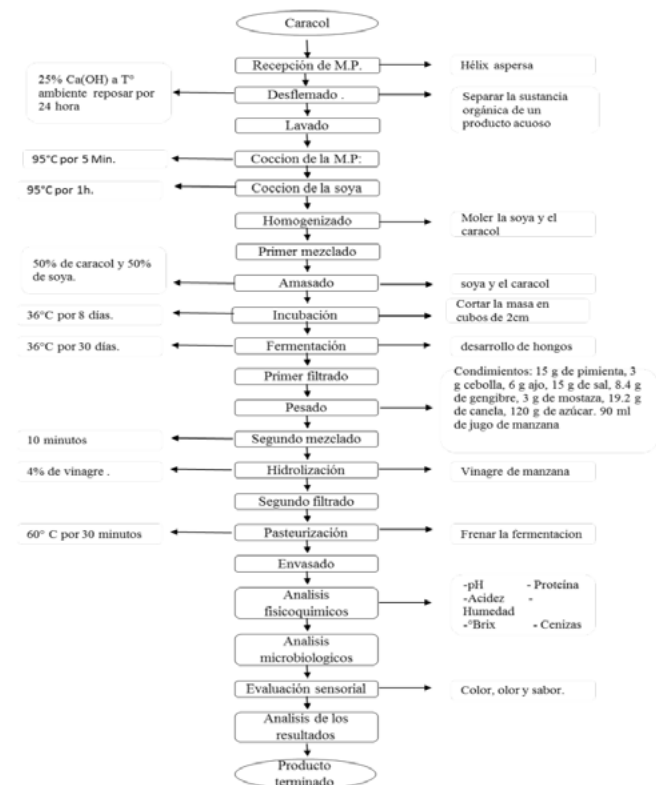 Caracol
Recepción de M.P.
Hélix aspersa
25% Ca(OH) a T°
ambiente reposar por
24 hora
Desflemado .
Separar la sustancia
orgánica de un
producto acuoso
Lavado
95°C por 5 Min.
Coccion de la M.P:
95°C por 1h.
Coccion de la soya
Homogenizado
Moler la soya y el
caracol
Primer mezclado
50% de caracol y 50%
de soya.
Amasado
soya y el caracol
36°C por 8 días.
Incubación
Cortar la masa en
cubos de 2cm
36°C por 30 días.
Fermentación
desarrollo de hongos
Primer filtrado
Pesado
Condimientos: 15 g de pimienta, 3
g cebolla, 6 g ajo, 15 g de sal, 8.4 g
de gengibre, 3 g de mostaza, 19.2 g
de canela, 120 g de azúcar. 90 ml
de jugo de manzana
10 minutos
Segundo mezclado
4% de vinagre .
Hidrolización
Vinagre de manzana
Segundo filtrado
60° C por 30 minutos
Pasteurización
Frenar la fermentacion
Envasado
Analisis
fisicoquimicos
-pH - Proteína
-Acidez -
Humedad
-°Brix - Cenizas
Analisis
microbiologicos
Evaluación sensorial
Color, olor y sabor.
Analisis de los
resultados
Producto
terminado